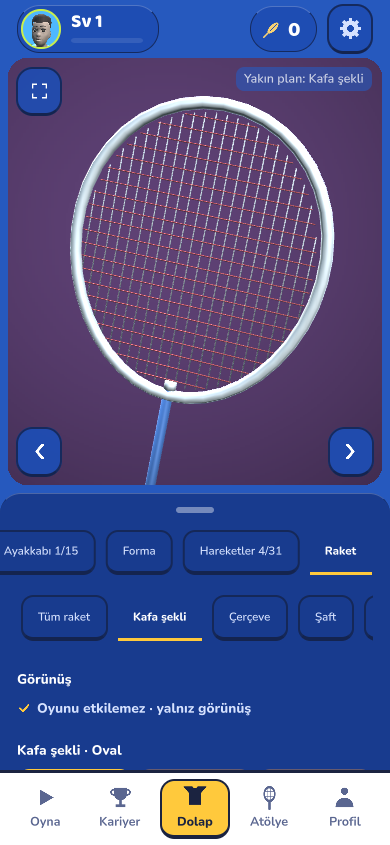 Sv 1
0
Yakın plan: Kafa şekli
Ayakkabı 1/15
Forma
Hareketler 4/31
Raket
Tüm raket
Kafa şekli
Çerçeve
Şaft
Görünüş
Oyunu etkilemez · yalnız görünüş
Kafa şekli · Oval
Oyna
Kariyer
Dolap
Atölye
Profil